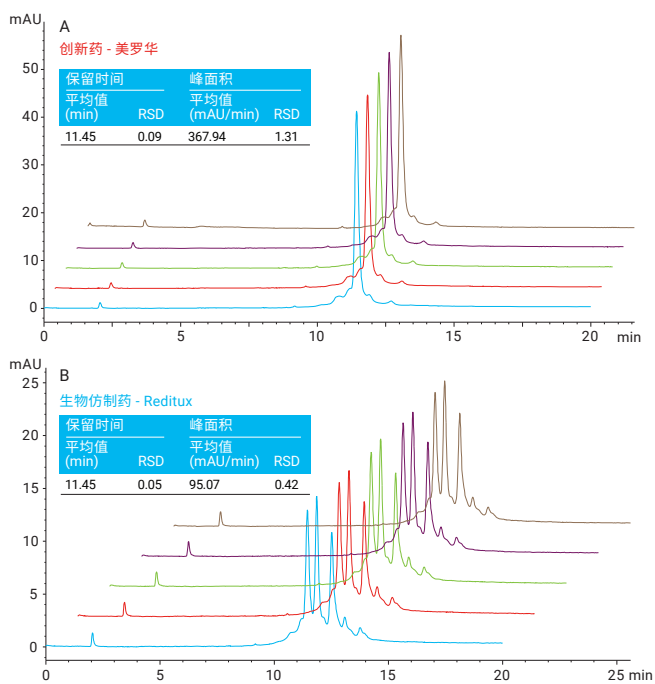 mAU
A
创新药 - 美罗华
50
保留时间 峰面积
平均值 平均值
(min) RSD (mAU/min) RSD
11.45 0.09 367.94 1.31
40
30
20
10
0
0 5 10 15 20 min
mAU
B
25
生物仿制药 - Reditux
保留时间 峰面积
平均值 平均值
(min) RSD (mAU/min) RSD
11.45 0.05 95.07 0.42
20
15
10
5
0
0 5 10 15 20 25 min